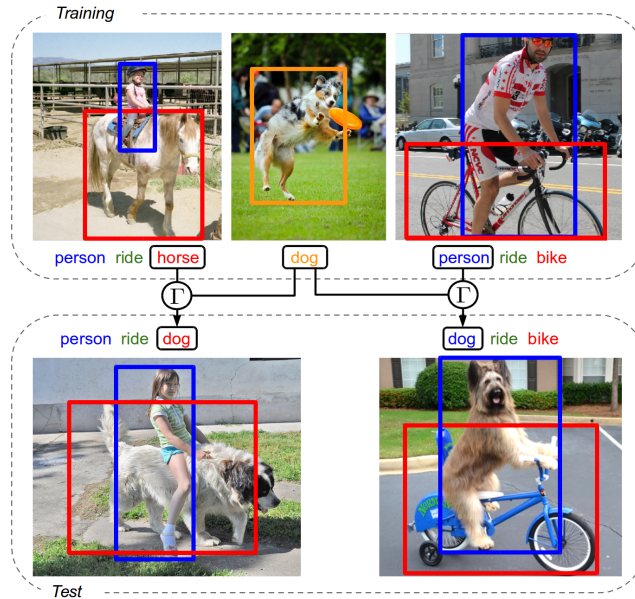 Training
person ride horse
dog
person ride bike
Γ
Γ
person ride dog
dog ride bike
Test